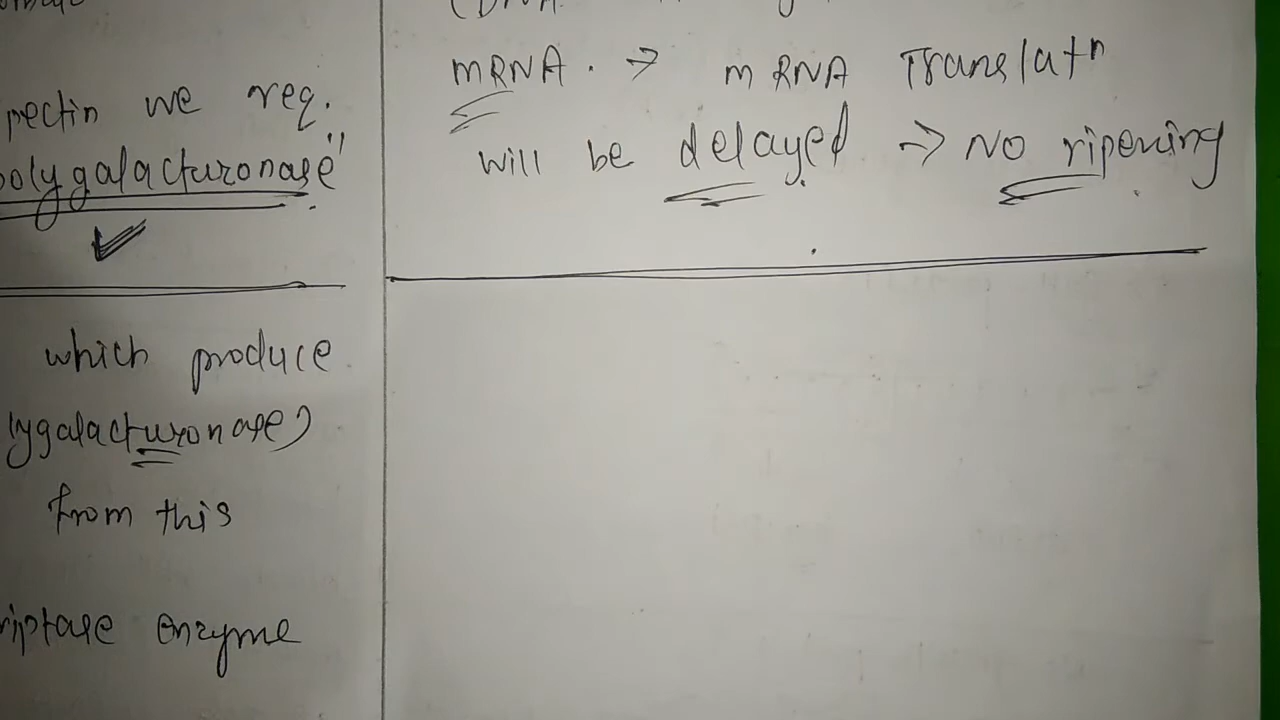 pectin we req.
polygalacturonase"
which produce
lygalacturonase)
from this
riptase enzyme
(DNA
mRNA. → mRNA Translatn
will be delayed → No ripening